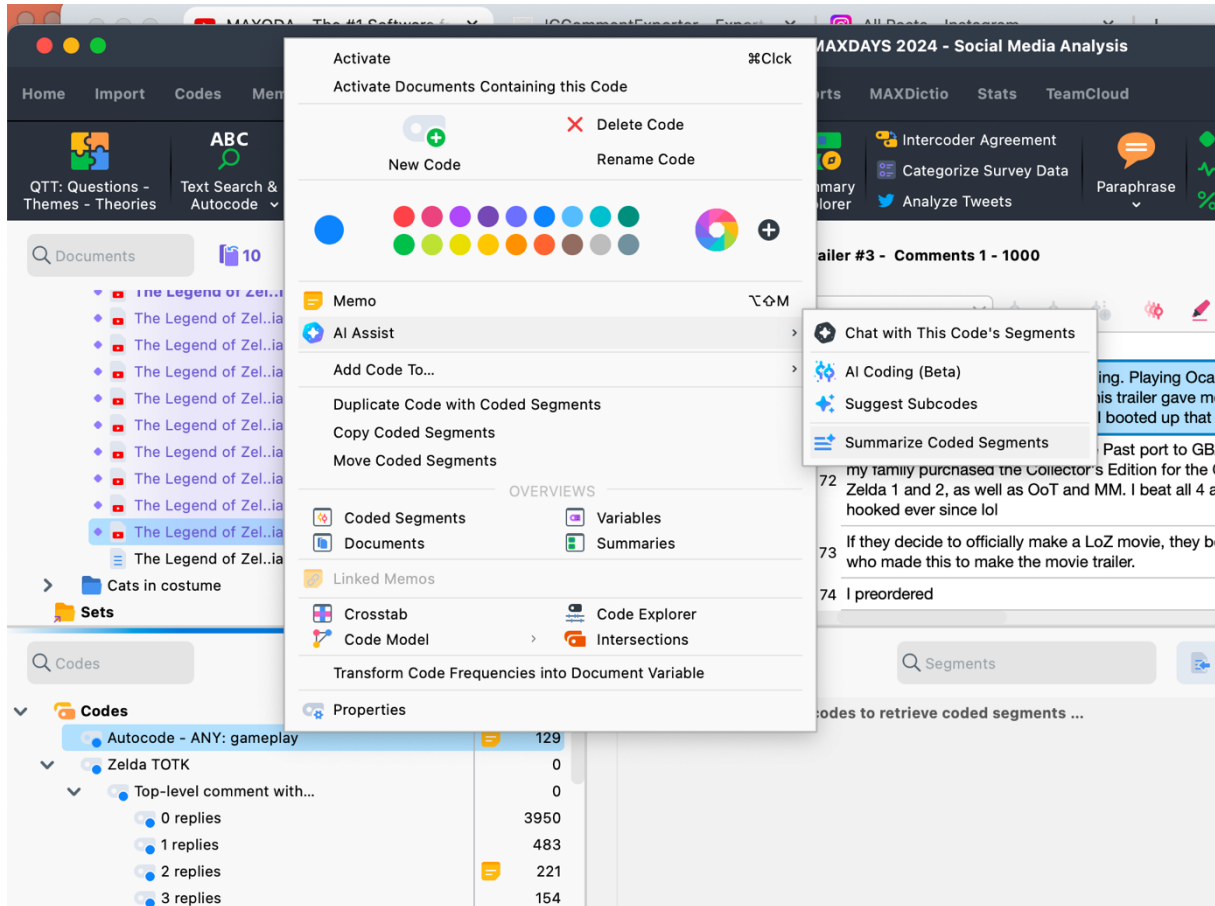 MAXQDA - The #1 Software f
IGCommentExporter - Export
All Posts - Instagram
MAXDAYS 2024 - Social Media Analysis
Home Import Codes Mem
rts MAXDictio Stats TeamCloud
QTT: Questions -
Themes - Theories
ABC
Text Search &
Autocode
mmary
lorer
Intercoder Agreement
Categorize Survey Data
Analyze Tweets
Paraphrase
Activate ⌘Clck
Activate Documents Containing this Code
New Code
Delete Code
Rename Code
Memo ⌥⇧M
AI Assist
Add Code To...
Duplicate Code with Coded Segments
Copy Coded Segments
Move Coded Segments
OVERVIEWS
Coded Segments Variables
Documents Summaries
Linked Memos
Crosstab Code Explorer
Code Model Intersections
Transform Code Frequencies into Document Variable
Properties
Chat with This Code's Segments
AI Coding (Beta)
Suggest Subcodes
Summarize Coded Segments
Documents
10
The Legend of Zel..i
The Legend of Zel..ia
The Legend of Zel..ia
The Legend of Zel..ia
The Legend of Zel..ia
The Legend of Zel..ia
The Legend of Zel..ia
The Legend of Zel..ia
The Legend of Zel..ia
The Legend of Zel..ia
The Legend of Zel..ia
Cats in costume
Sets
ailer #3 - Comments 1 - 1000
ing. Playing Oca
his trailer gave m
I booted up that
Past port to GB
72 my family purchased the Collector's Edition for the
Zelda 1 and 2, as well as OoT and MM. I beat all 4 a
hooked ever since lol
73 If they decide to officially make a LoZ movie, they b
who made this to make the movie trailer.
74 I preordered
Codes
Segments
codes to retrieve coded segments ...
Codes
Autocode - ANY: gameplay 129
Zelda TOTK 0
Top-level comment with... 0
0 replies 3950
1 replies 483
2 replies 221
3 replies 154